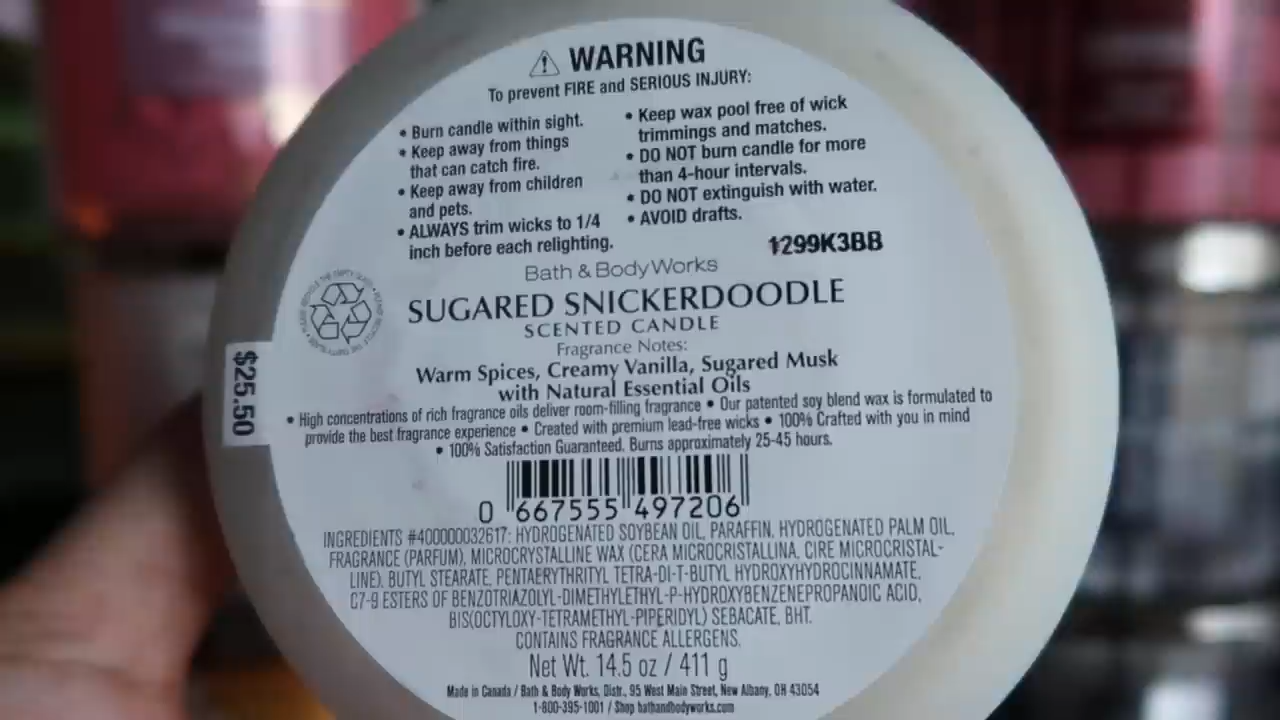 WARNING
To prevent FIRE and SERIOUS INJURY:
• Burn candle within sight.
• Keep away from things
that can catch fire.
• Keep away from children
and pets.
• ALWAYS trim wicks to 1/4
inch before each relighting.
• Keep wax pool free of wick
trimmings and matches.
• DO NOT burn candle for more
than 4-hour intervals.
• DO NOT extinguish with water.
• AVOID drafts.
1299K3BB
Bath & Body Works
SUGARED SNICKERDOODLE
SCENTED CANDLE
Fragrance Notes:
Warm Spices, Creamy Vanilla, Sugared Musk
with Natural Essential Oils
$25.50
• High concentrations of rich fragrance oils deliver room-filling fragrance • Our patented soy blend wax is formulated to
provide the best fragrance experience • Created with premium lead-free wicks • 100% Crafted with you in mind
• 100% Satisfaction Guaranteed. Burns approximately 25-45 hours.
0 667555 497206
INGREDIENTS #400000032617: HYDROGENATED SOYBEAN OIL, PARAFFIN, HYDROGENATED PALM OIL,
FRAGRANCE (PARFUM), MICROCRYSTALLINE WAX (CERA MICROCRISTALLINA, CIRE MICROCRISTAL-
LINE), BUTYL STEARATE, PENTAERYTHRITYL TETRA-DI-T-BUTYL HYDROXYHYDROCINNAMATE,
C7-9 ESTERS OF BENZOTRIAZOLYL-DIMETHYLETHYL-P-HYDROXYBENZENEPROPANOIC ACID,
BIS(OCTYLOXY-TETRAMETHYL-PIPERIDYL) SEBACATE, BHT.
CONTAINS FRAGRANCE ALLERGENS.
Net Wt. 14.5 oz / 411 g
Made in Canada / Bath & Body Works, Distr., 95 West Main Street, New Albany, OH 43054
1-800-395-1001 / Shop bathandbodyworks.com